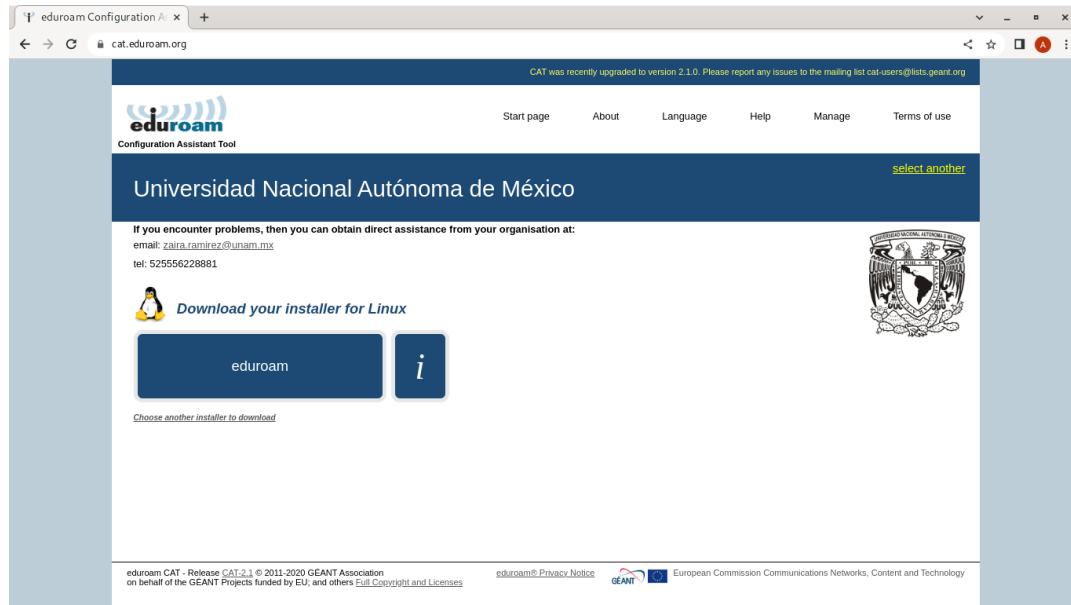 eduroam Configuration A
cat.eduroam.org
A
CAT was recently upgraded to version 2.1.0. Please report any issues to the mailing list cat-users@lists.geant.org
eduroam
Configuration Assistant Tool
Start page About Language Help Manage Terms of use
select another
Universidad Nacional Autónoma de México
If you encounter problems, then you can obtain direct assistance from your organisation at:
email: zaira.ramirez@unam.mx
tel: 525556228881
Download your installer for Linux
eduroam
i
Choose another installer to download
eduroam CAT - Release CAT-2.1 © 2011-2020 GÉANT Association
on behalf of the GÉANT Projects funded by EU; and others Full Copyright and Licenses
eduroam® Privacy Notice
GÉANT
European Commission Communications Networks, Content and Technology